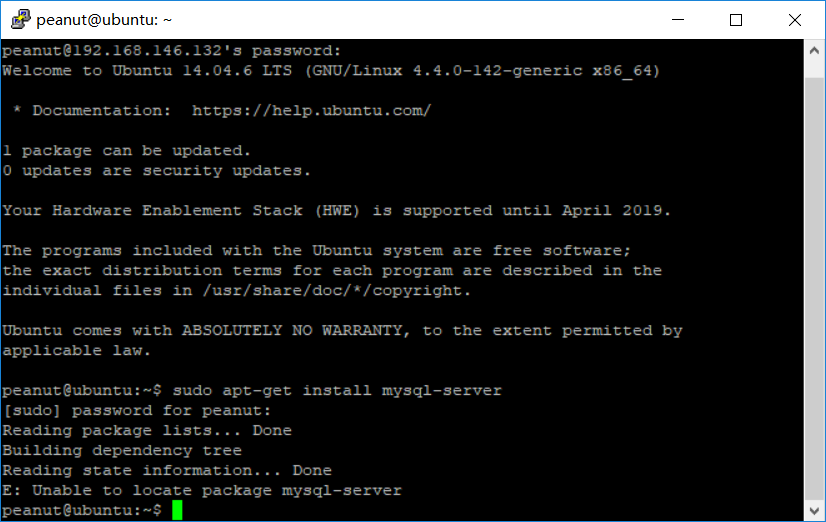 peanut@ubuntu: ~
peanut@192.168.146.132's password:
Welcome to Ubuntu 14.04.6 LTS (GNU/Linux 4.4.0-142-generic x86_64)
* Documentation:  https://help.ubuntu.com/
1 package can be updated.
0 updates are security updates.
Your Hardware Enablement Stack (HWE) is supported until April 2019.
The programs included with the Ubuntu system are free software;
the exact distribution terms for each program are described in the
individual files in /usr/share/doc/*/copyright.
Ubuntu comes with ABSOLUTELY NO WARRANTY, to the extent permitted by
applicable law.
peanut@ubuntu:~$ sudo apt-get install mysql-server
[sudo] password for peanut:
Reading package lists... Done
Building dependency tree
Reading state information... Done
E: Unable to locate package mysql-server
peanut@ubuntu:~$